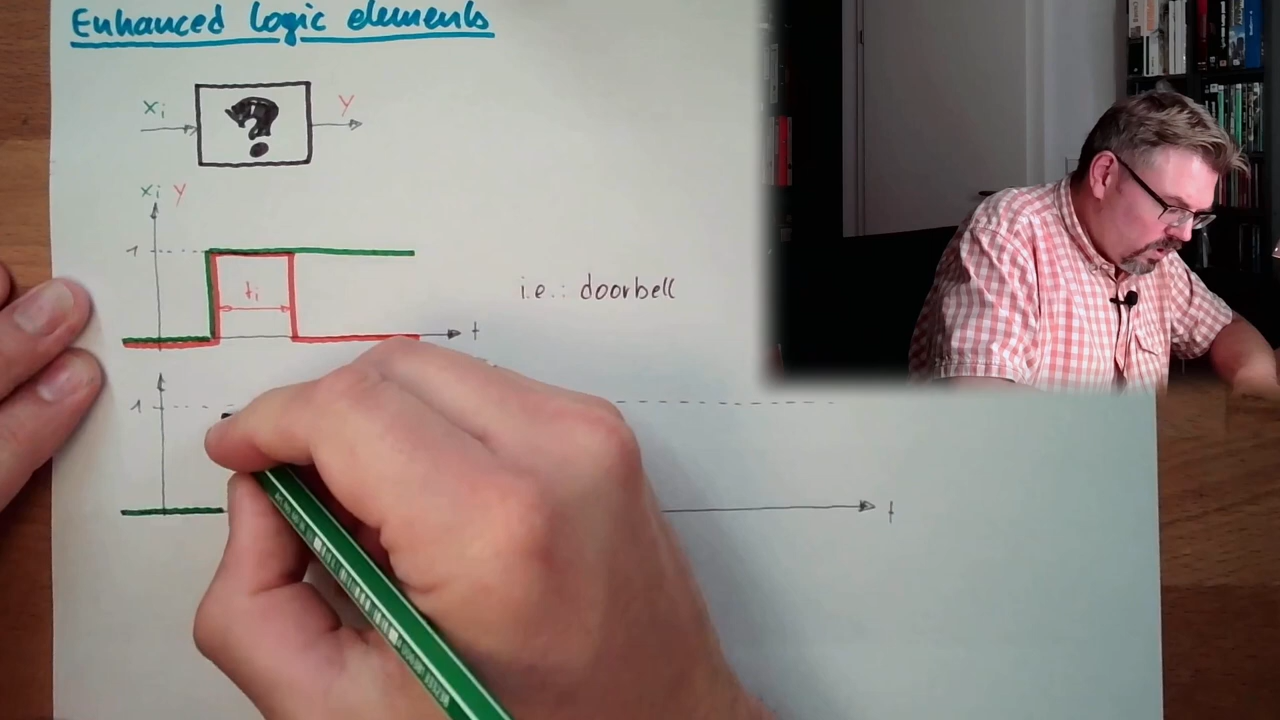 Enhanced logic elements
xi
?
y
xi y
1
ti
t
i.e.: doorbell
1
t